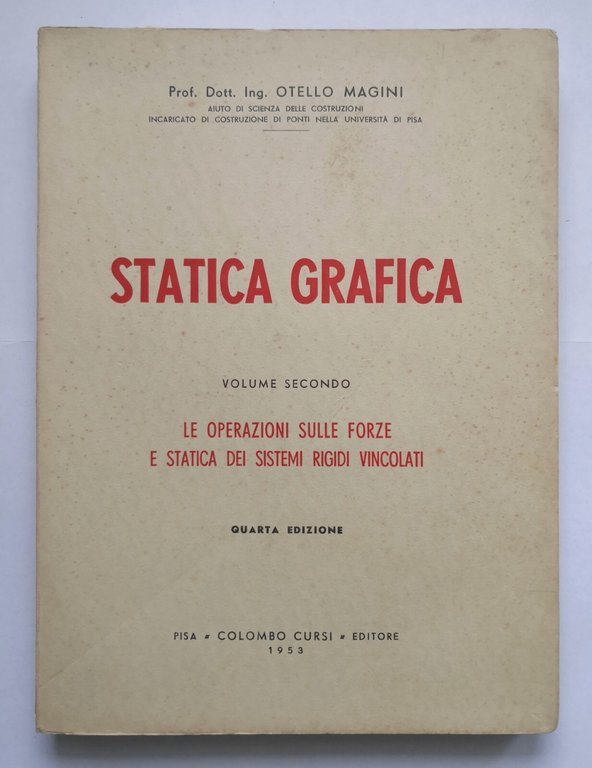 Prof. Dott. Ing. OTELLO MAGINI
AIUTO DI SCIENZA DELLE COSTRUZIONI
INCARICATO DI COSTRUZIONE DI PONTI NELLA UNIVERSITÀ DI PISA
STATICA GRAFICA
VOLUME SECONDO
LE OPERAZIONI SULLE FORZE
E STATICA DEI SISTEMI RIGIDI VINCOLATI
QUARTA EDIZIONE
PISA = COLOMBO CURSI = EDITORE
1953